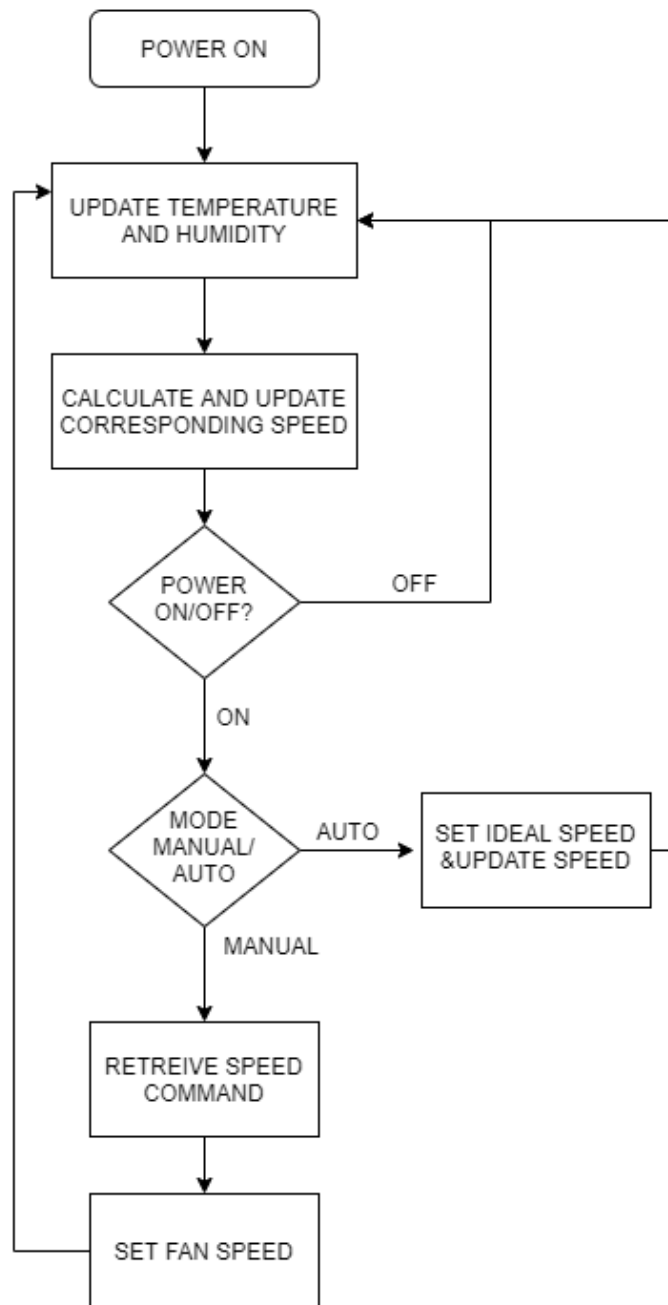 POWER ON
UPDATE TEMPERATURE
AND HUMIDITY
CALCULATE AND UPDATE
CORRESPONDING SPEED
POWER
ON/OFF?
OFF
ON
MODE
MANUAL/
AUTO
AUTO
SET IDEAL SPEED
&UPDATE SPEED
MANUAL
RETREIVE SPEED
COMMAND
SET FAN SPEED